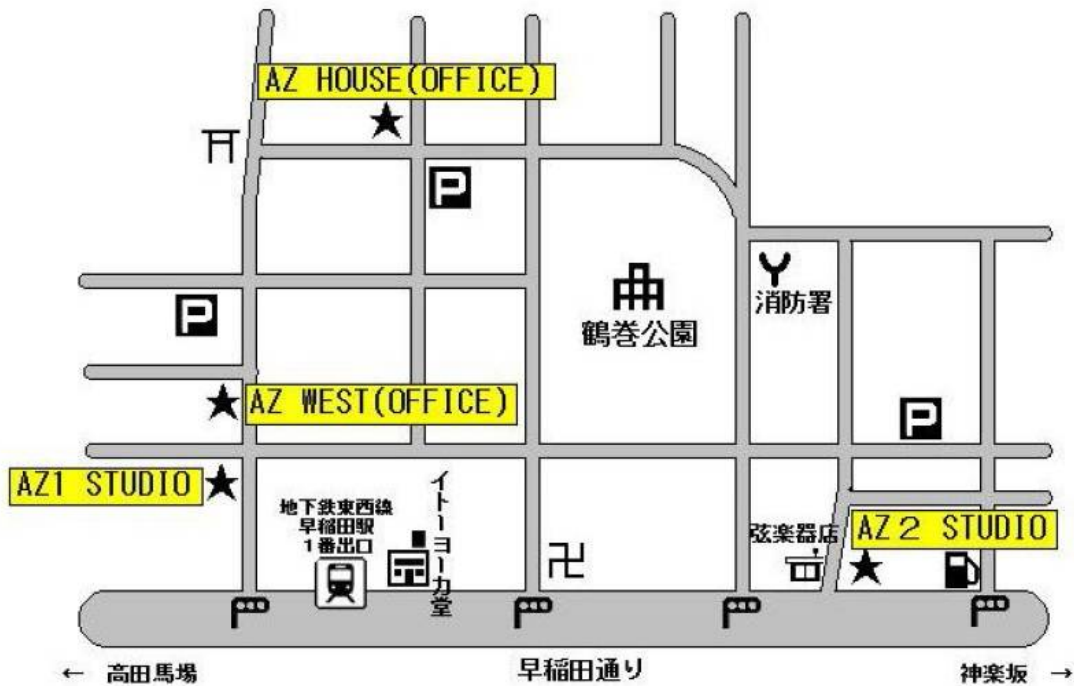 AZ HOUSE(OFFICE)
P
消防署
鶴巻公園
P
AZ WEST(OFFICE)
P
AZ1 STUDIO
地下鉄東西線
早稲田駅
1番出口
イトーヨーカ堂
弦楽器店
AZ2 STUDIO
← 高田馬場
早稲田通り
神楽坂 →